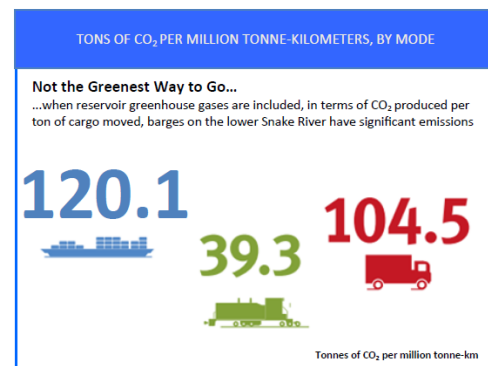 TONS OF CO₂ PER MILLION TONNE-KILOMETERS, BY MODE
Not the Greenest Way to Go...
...when reservoir greenhouse gases are included, in terms of CO₂ produced per
ton of cargo moved, barges on the lower Snake River have significant emissions
120.1
39.3
104.5
Tonnes of CO₂ per million tonne-km